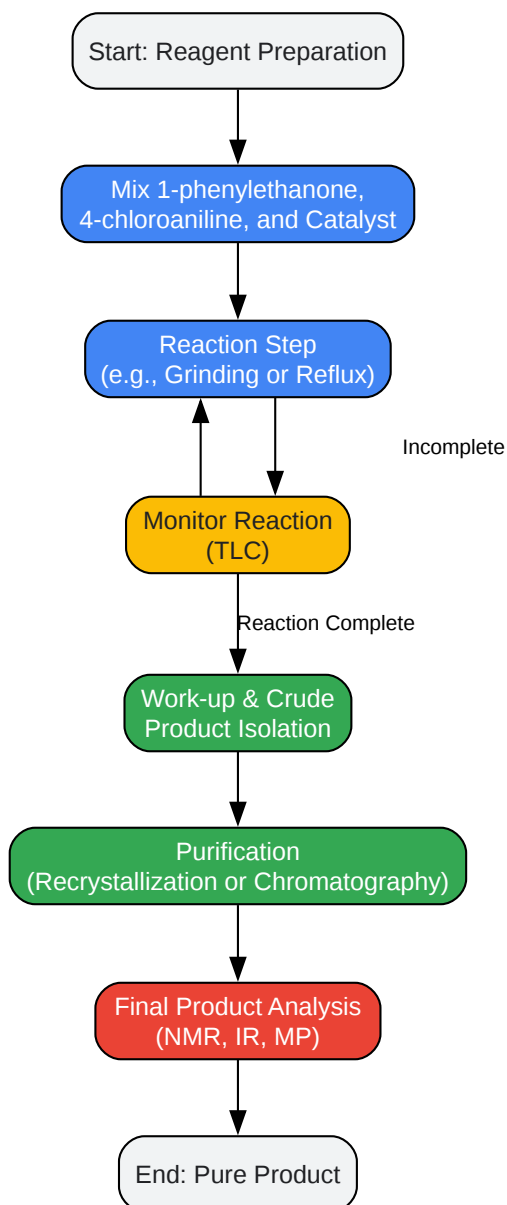 Start: Reagent Preparation
Mix 1-phenylethanone,
4-chloroaniline, and Catalyst
Reaction Step
(e.g., Grinding or Reflux)
Incomplete
Monitor Reaction
(TLC)
Reaction Complete
Work-up & Crude
Product Isolation
Purification
(Recrystallization or Chromatography)
Final Product Analysis
(NMR, IR, MP)
End: Pure Product